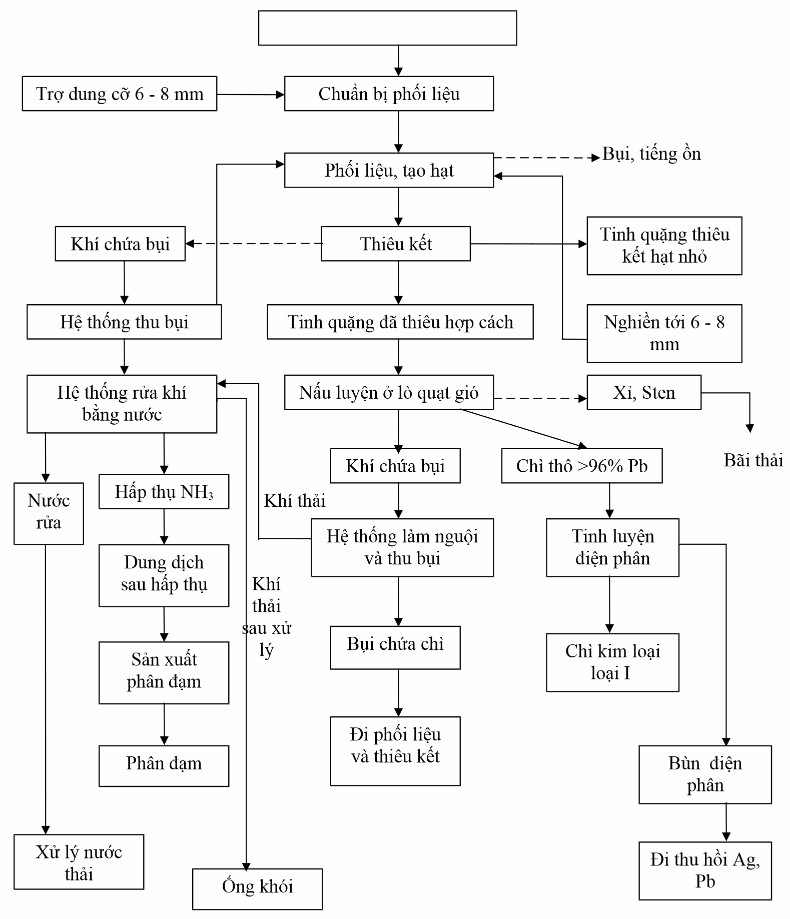 Trợ dung cỡ 6 - 8 mm
Chuẩn bị phối liệu
Phối liệu, tạo hạt
Bụi, tiếng ồn
Khí chứa bụi
Thiêu kết
Tinh quặng thiêu
kết hạt nhỏ
Hệ thống thu bụi
Tinh quặng đã thiêu hợp cách
Nghiền tới 6 - 8
mm
Hệ thống rửa khí
bằng nước
Nấu luyện ở lò quạt gió
Xỉ, Sten
Bãi thải
Khí chứa bụi
Chì thô >96% Pb
Nước
rửa
Hấp thụ NH₃
Khí thải
Hệ thống làm nguội
và thu bụi
Tinh luyện
điện phân
Dung dịch
sau hấp thụ
Khí
thải
sau xử
lý
Bụi chứa chì
Chì kim loại
loại I
Sản xuất
phân đạm
Đi phối liệu
và thiêu kết
Phân đạm
Bùn điện
phân
Xử lý nước
thải
Ống khói
Đi thu hồi Ag,
Pb